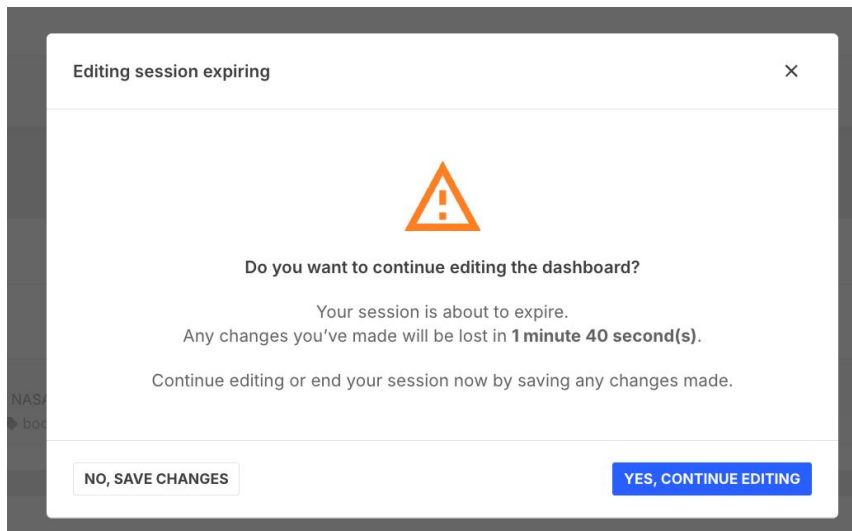 Editing session expiring
Do you want to continue editing the dashboard?
Your session is about to expire.
Any changes you’ve made will be lost in 1 minute 40 second(s).
Continue editing or end your session now by saving any changes made.
NASA
boo
NO, SAVE CHANGES
YES, CONTINUE EDITING